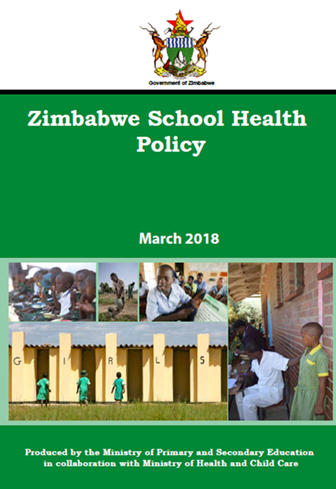 Government of Zimbabwe
Zimbabwe School Health
Policy
March 2018
G I R L S
Produced by the Ministry of Primary and Secondary Education
in collaboration with Ministry of Health and Child Care